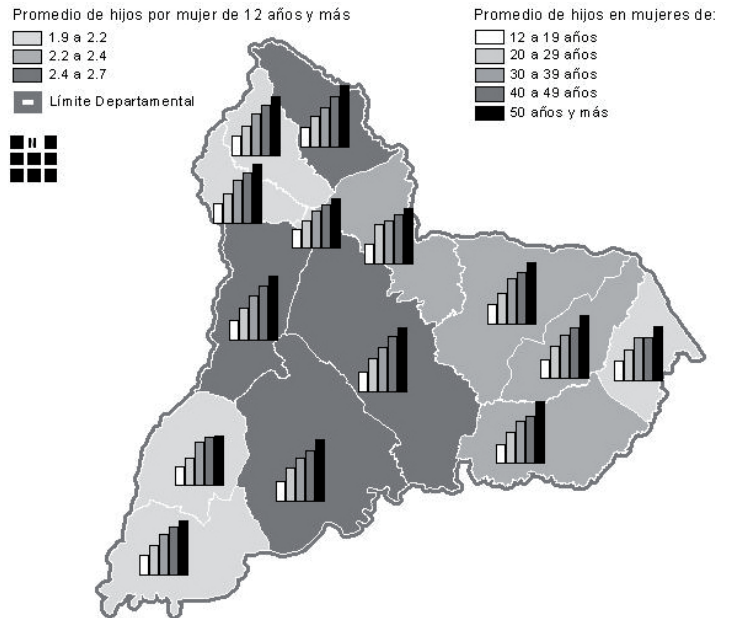 Promedio de hijos por mujer de 12 años y más
1.9 a 2.2
2.2 a 2.4
2.4 a 2.7
Límite Departamental
N
Promedio de hijos en mujeres de:
12 a 19 años
20 a 29 años
30 a 39 años
40 a 49 años
50 años y más